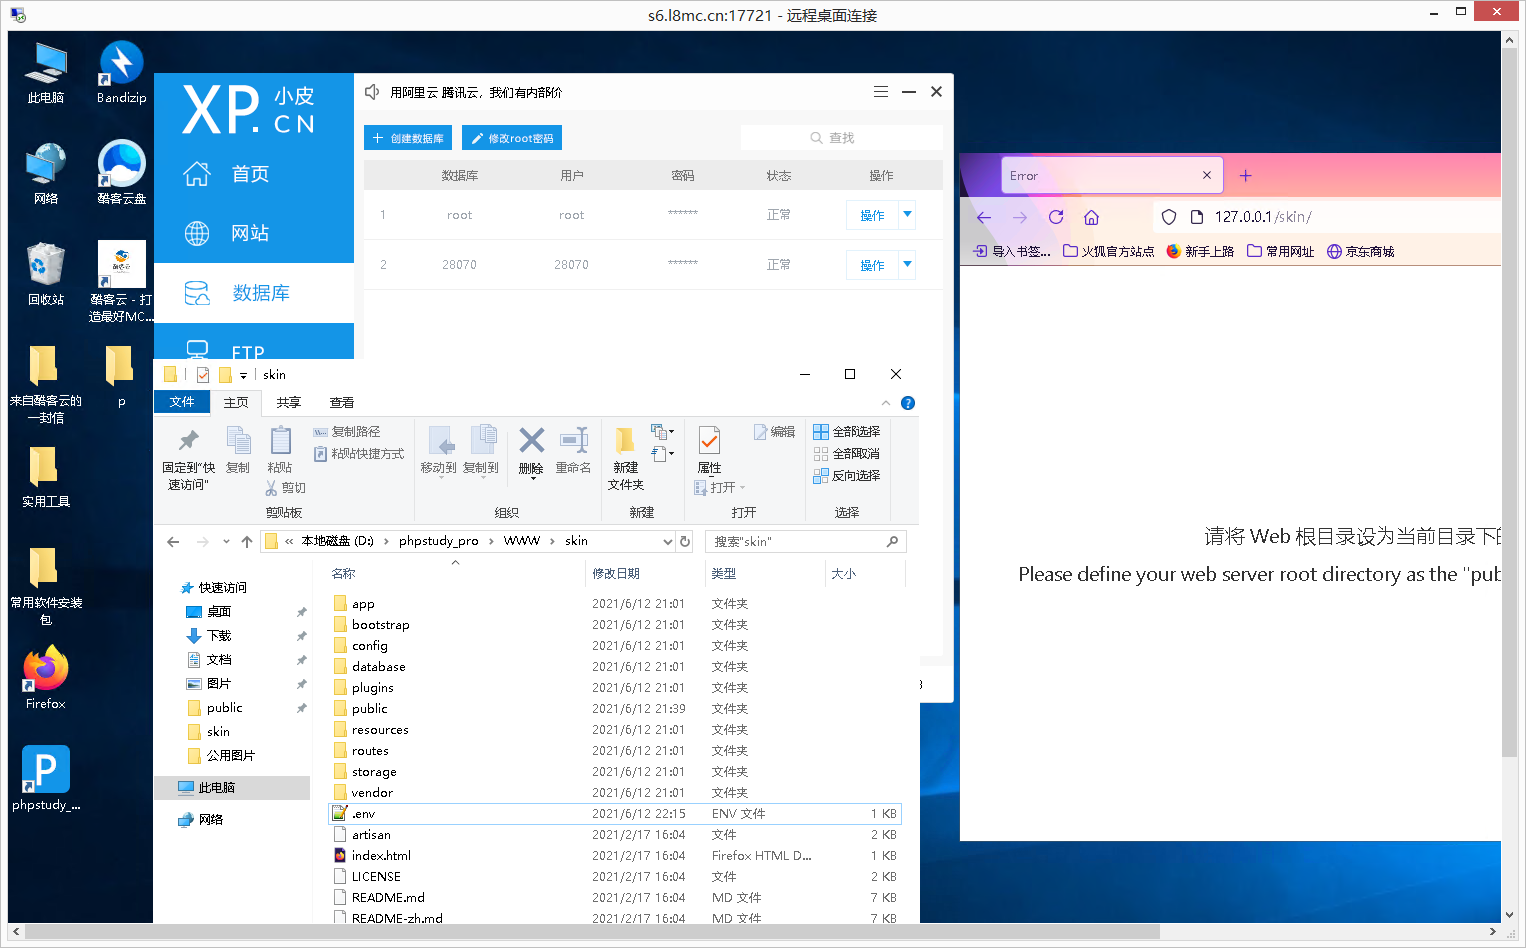 s6.l8mc.cn:17721 - 远程桌面连接
此电脑
Bandizip
网络
酷客云盘
回收站
酷客云 - 打
造最好MC...
来自酷客云的
一封信
p
实用工具
常用软件安装
包
Firefox
phpstudy_...
XP.CN 小皮
首页
网站
数据库
FTP
用阿里云 腾讯云，我们有内部价
创建数据库
修改root密码
查找
数据库 用户 密码 状态 操作
1 root root ****** 正常 操作
2 28070 28070 ****** 正常 操作
skin
文件 主页 共享 查看
固定到"快
速访问"
复制
粘贴
复制路径
粘贴快捷方式
剪切
剪贴板
移动到 复制到 删除 重命名
组织
新建
文件夹
新建
属性
打开
编辑
打开
全部选择
全部取消
反向选择
选择
« 本地磁盘 (D:) › phpstudy_pro › WWW › skin
搜索"skin"
快速访问
桌面
下载
文档
图片
public
skin
公用图片
此电脑
网络
名称 修改日期 类型 大小
app 2021/6/12 21:01 文件夹
bootstrap 2021/6/12 21:01 文件夹
config 2021/6/12 21:01 文件夹
database 2021/6/12 21:01 文件夹
plugins 2021/6/12 21:01 文件夹
public 2021/6/12 21:39 文件夹
resources 2021/6/12 21:01 文件夹
routes 2021/6/12 21:01 文件夹
storage 2021/6/12 21:01 文件夹
vendor 2021/6/12 21:01 文件夹
.env 2021/6/12 22:15 ENV 文件 1 KB
artisan 2021/2/17 16:04 文件 2 KB
index.html 2021/2/17 16:04 Firefox HTML D... 1 KB
LICENSE 2021/2/17 16:04 文件 2 KB
README.md 2021/2/17 16:04 MD 文件 7 KB
README-zh.md 2021/2/17 16:04 MD 文件 7 KB
Error
127.0.0.1/skin/
导入书签... 火狐官方站点 新手上路 常用网址 京东商城
请将 Web 根目录设为当前目录下的
Please define your web server root directory as the "pub